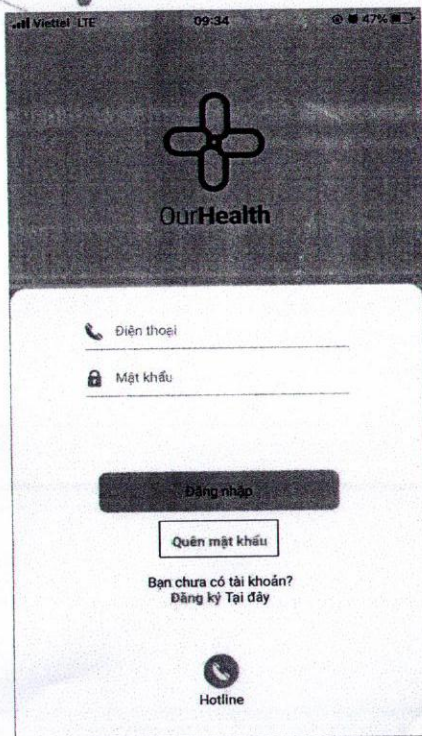 Viettel LTE 09:34 47%
OurHealth
Điện thoại
Mật khẩu
Đăng nhập
Quên mật khẩu
Bạn chưa có tài khoản?
Đăng ký Tại đây
Hotline